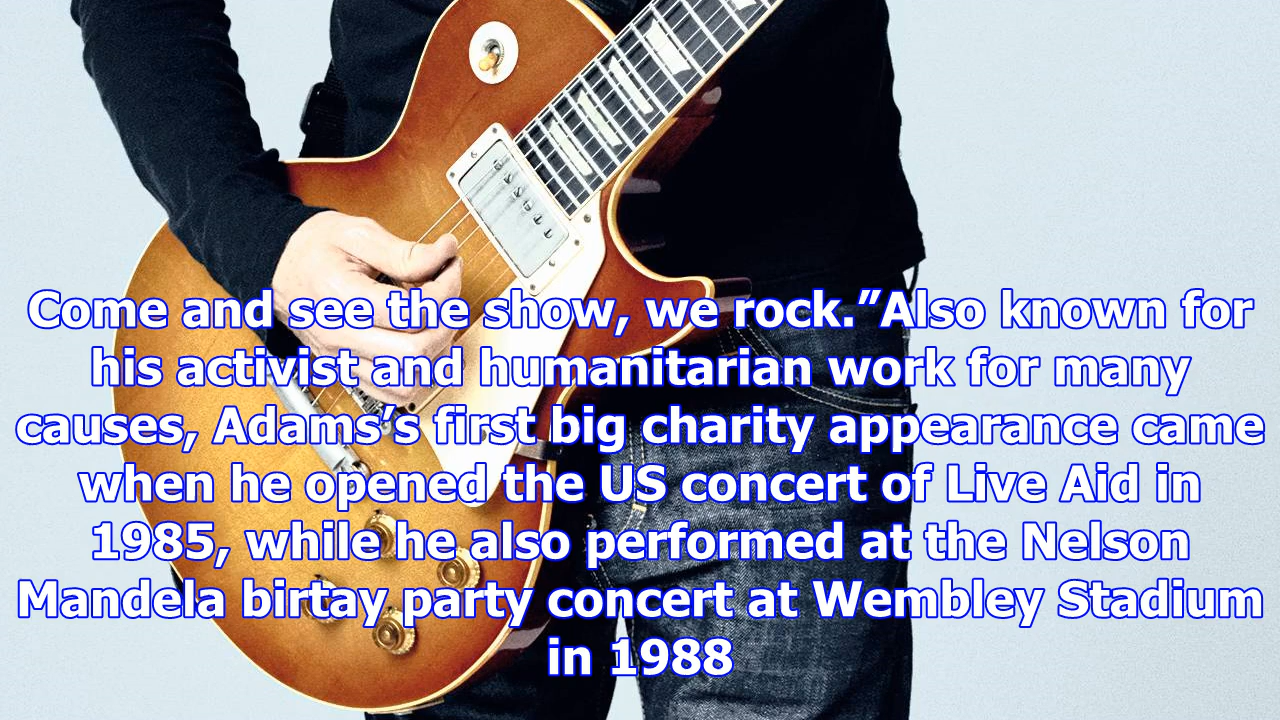 Come and see the show, we rock.”Also known for
his activist and humanitarian work for many
causes, Adams’s first big charity appearance came
when he opened the US concert of Live Aid in
1985, while he also performed at the Nelson
Mandela birtay party concert at Wembley Stadium
in 1988